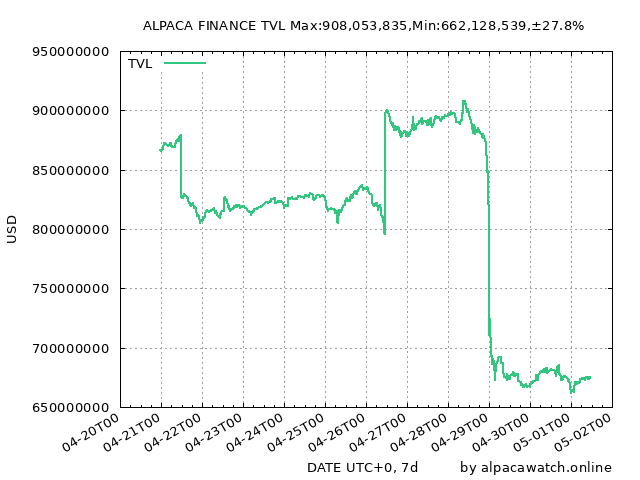 ALPACA FINANCE TVL Max:908,053,835,Min:662,128,539,±27.8%
TVL
950000000
900000000
850000000
800000000
750000000
700000000
650000000
USD
04-20T00
04-21T00
04-22T00
04-23T00
04-24T00
04-25T00
04-26T00
04-27T00
04-28T00
04-29T00
04-30T00
05-01T00
05-02T00
DATE UTC+0, 7d
by alpacawatch.online